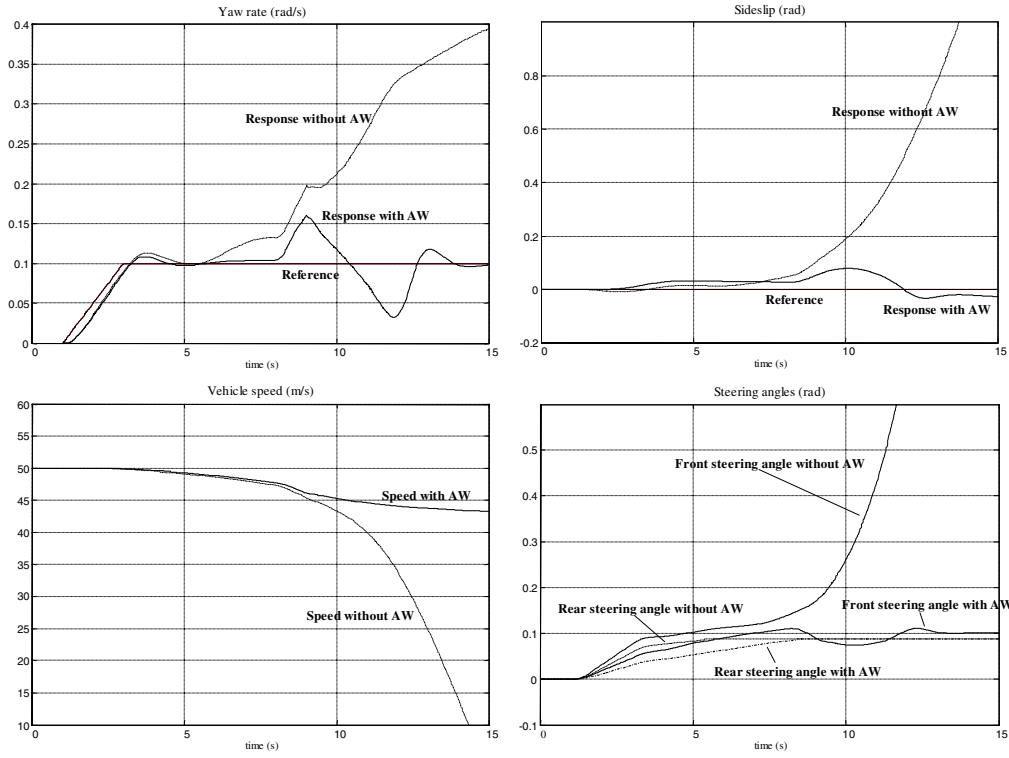 Yaw rate (rad/s)
0.4
0.35
0.3
0.25
0.2
0.15
0.1
0.05
0
Response without AW
Response with AW
Reference
0
5
10
15
time (s)
Sideslip (rad)
0.8
0.6
0.4
0.2
0
-0.2
Response without AW
Reference
Response with AW
0
5
10
15
time (s)
Vehicle speed (m/s)
60
55
50
45
40
35
30
25
20
15
10
Speed with AW
Speed without AW
0
5
10
15
time (s)
Steering angles (rad)
0.5
0.4
0.3
0.2
0.1
0
-0.1
Front steering angle without AW
Rear steering angle without AW
Front steering angle with AW
Rear steering angle with AW
0
5
10
15
time (s)